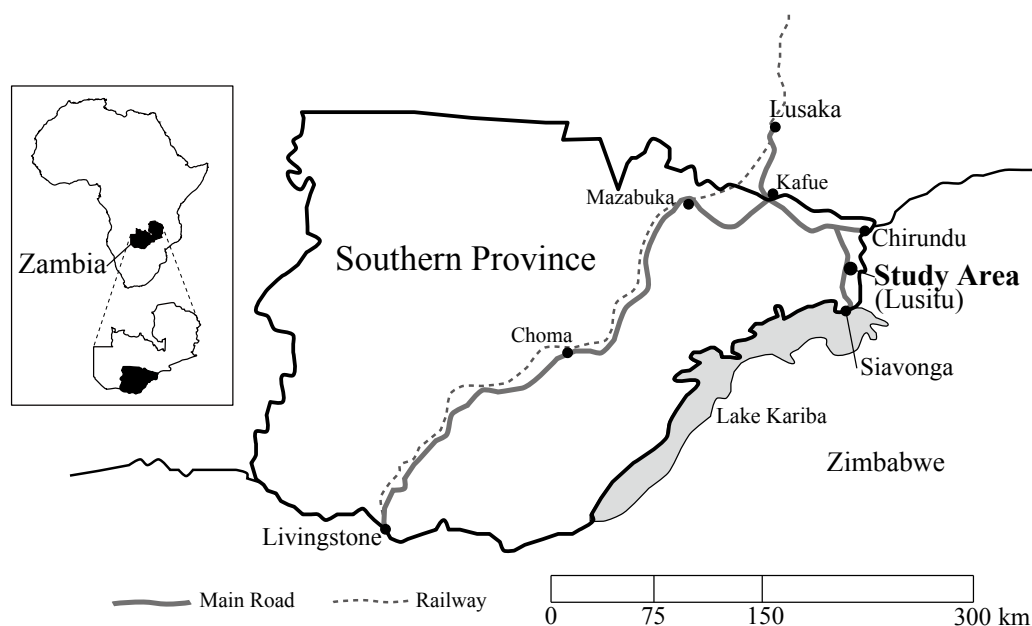 Lusaka
Kafue
Mazabuka
Chirundu
Zambia
Southern Province
Study Area
(Lusitu)
Choma
Siavonga
Lake Kariba
Zimbabwe
Livingstone
Main Road
Railway
0 75 150 300 km